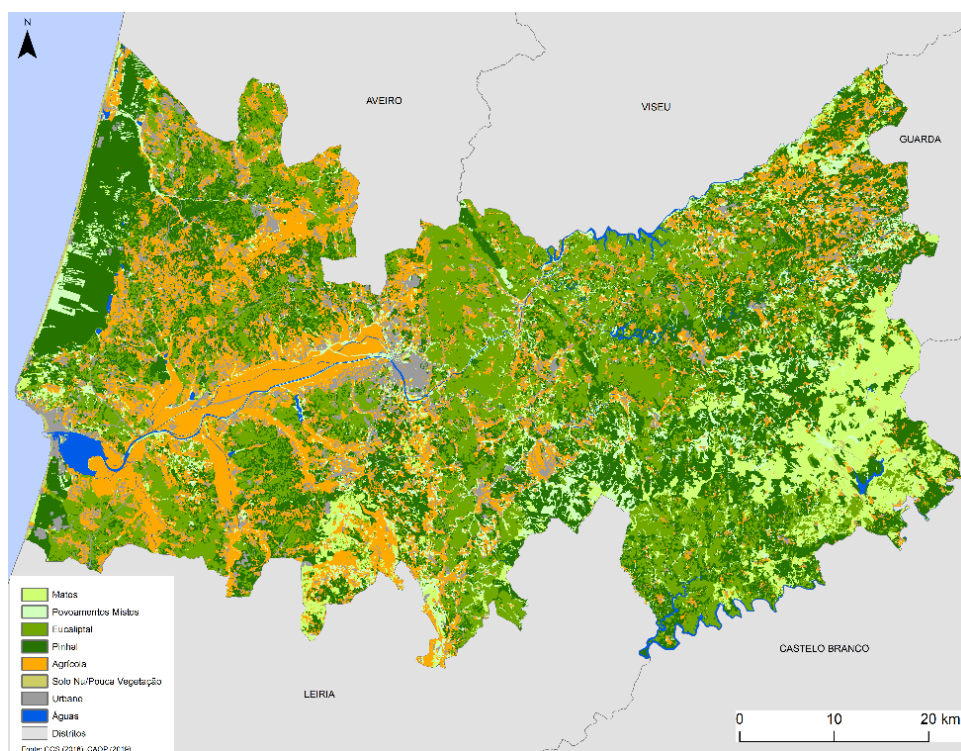 N
AVEIRO
VISEU
GUARDA
Matos
Povoamentos Mistos
Eucaliptal
Pinhal
Agrícola
Solo Nu/Pouca Vegetação
Urbano
Águas
Distritos
LEIRIA
CASTELO BRANCO
0 10 20 km